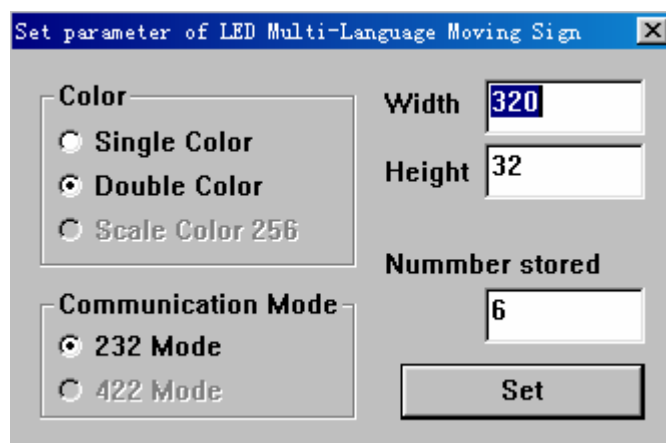 Set parameter of LED Multi-Language Moving Sign
Color
Single Color
Double Color
Scale Color 256
Communication Mode
232 Mode
422 Mode
Width 320
Height 32
Nummber stored
6
Set